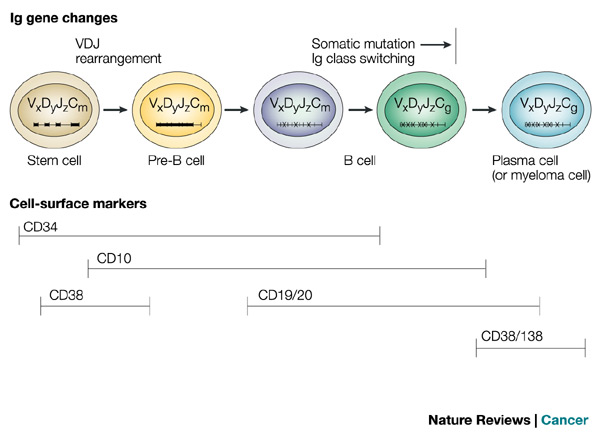 Ig gene changes
VDJ
rearrangement
Somatic mutation
Ig class switching
VxDyJzCm
VxDyJzCm
VxDyJzCm
VxDyJzCg
VxDyJzCg
Stem cell
Pre-B cell
B cell
Plasma cell
(or myeloma cell)
Cell-surface markers
CD34
CD10
CD38
CD19/20
CD38/138
Nature Reviews | Cancer